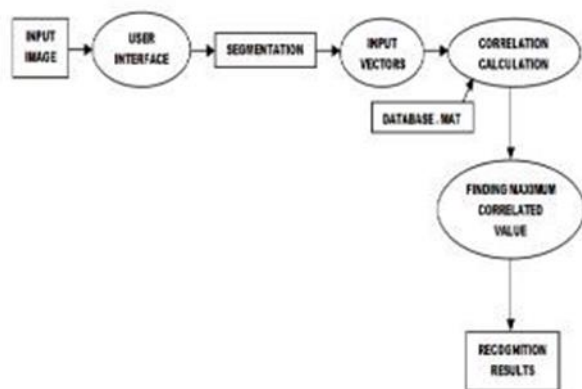 INPUT
IMAGE
USER
INTERFACE
SEGMENTATION
INPUT
VECTORS
CORRELATION
CALCULATION
DATABASE.MAT
FINDING MAXIMUM
CORRELATED
VALUE
RECOGNITION
RESULTS